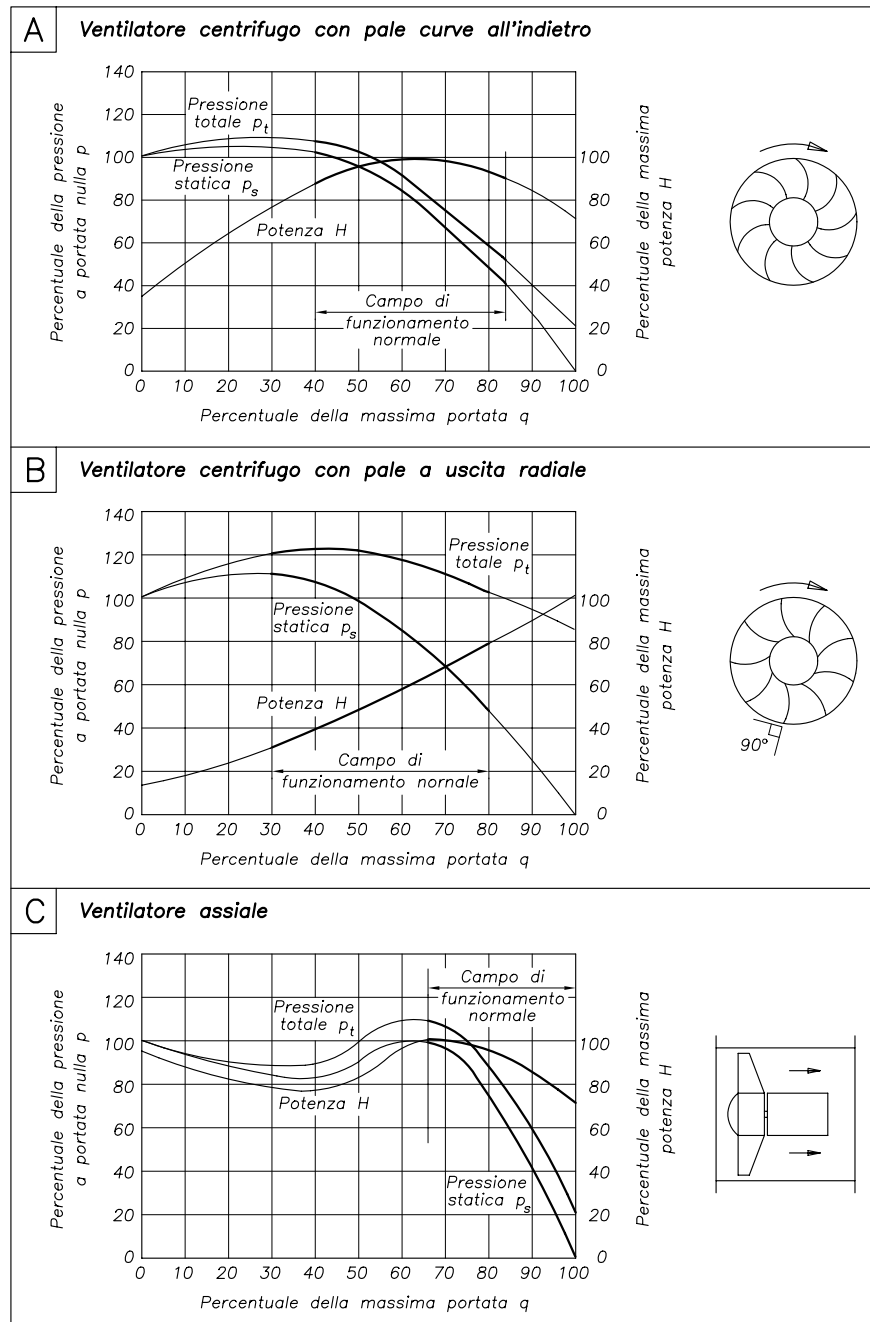 A
Ventilatore centrifugo con pale curve all'indietro
Percentuale della pressione
a portata nulla p
140
120
100
80
60
40
20
0
Pressione
totale pt
Pressione
statica ps
Potenza H
Campo di
funzionamento
normale
100
80
60
40
20
0
Percentuale della massima
potenza H
0 10 20 30 40 50 60 70 80 90 100
Percentuale della massima portata q
B
Ventilatore centrifugo con pale a uscita radiale
Percentuale della pressione
a portata nulla p
140
120
100
80
60
40
20
0
Pressione
totale pt
Pressione
statica ps
Potenza H
Campo di
funzionamento normale
100
80
60
40
20
0
Percentuale della massima
potenza H
90°
0 10 20 30 40 50 60 70 80 90 100
Percentuale della massima portata q
C
Ventilatore assiale
Percentuale della pressione
a portata nulla p
140
120
100
80
60
40
20
0
Campo di
funzionamento
normale
Pressione
totale pt
Potenza H
Pressione
statica ps
100
80
60
40
20
0
Percentuale della massima
potenza H
0 10 20 30 40 50 60 70 80 90 100
Percentuale della massima portata q